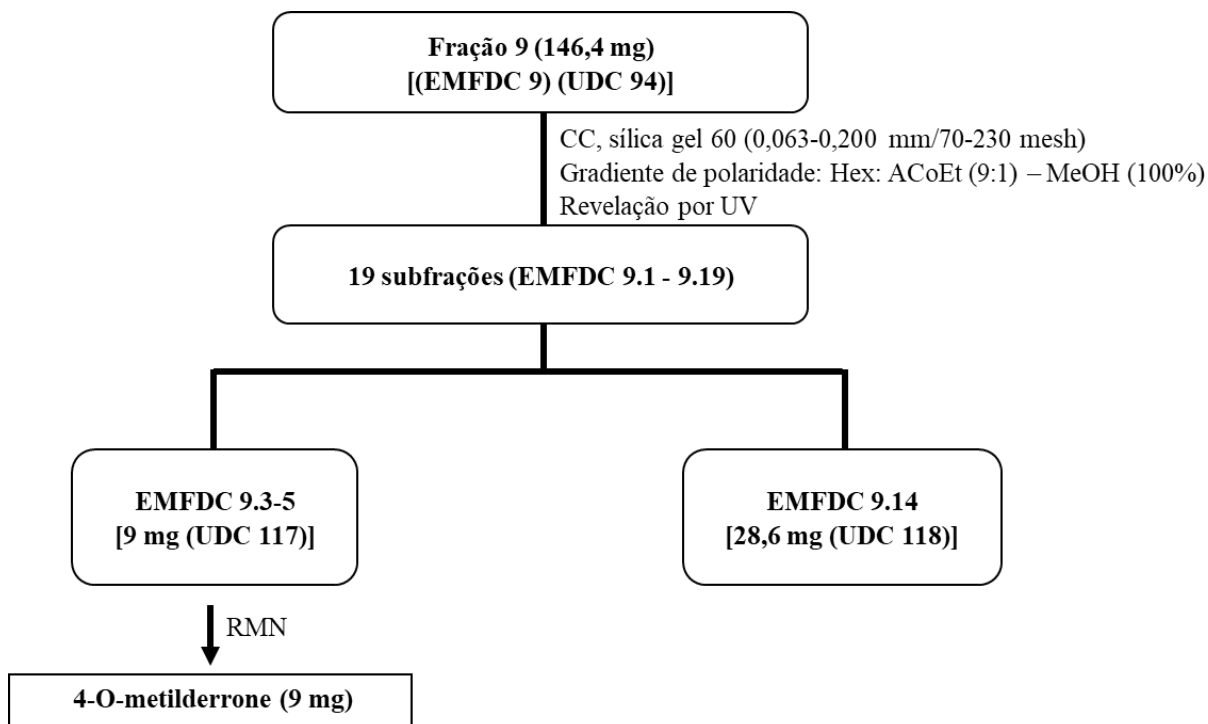 Fração 9 (146,4 mg)
[(EMFDC 9) (UDC 94)]
CC, sílica gel 60 (0,063-0,200 mm/70-230 mesh)
Gradiente de polaridade: Hex: ACoEt (9:1) – MeOH (100%)
Revelação por UV
19 subfrações (EMFDC 9.1 - 9.19)
EMFDC 9.3-5
[9 mg (UDC 117)]
EMFDC 9.14
[28,6 mg (UDC 118)]
RMN
4-O-metilderrone (9 mg)